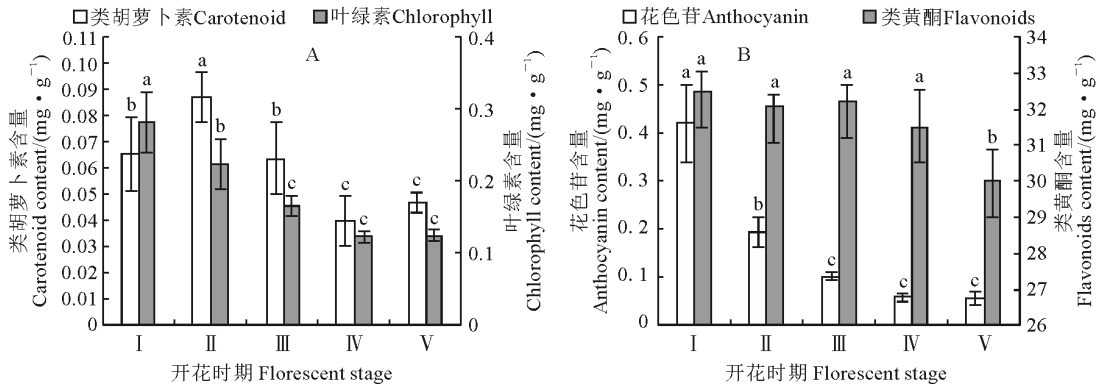 类胡萝卜素Carotenoid 叶绿素Chlorophyll
A
类胡萝卜素含量
Carotenoid content/(mg·g⁻¹)
0.11
0.10
0.09
0.08
0.07
0.06
0.05
0.04
0.03
0.02
0.01
0
b a a b b c c c c c
0.4
0.3
0.2
0.1
0
叶绿素含量
Chlorophyll content/(mg·g⁻¹)
Ⅰ Ⅱ Ⅲ Ⅳ Ⅴ
开花时期 Florescent stage
花色苷Anthocyanin 类黄酮Flavonoids
B
花色苷含量
Anthocyanin content/(mg·g⁻¹)
0.6
0.5
0.4
0.3
0.2
0.1
0
a a b a c a c a c b
34
33
32
31
30
29
28
27
26
类黄酮含量
Flavonoids content/(mg·g⁻¹)
Ⅰ Ⅱ Ⅲ Ⅳ Ⅴ
开花时期 Florescent stage